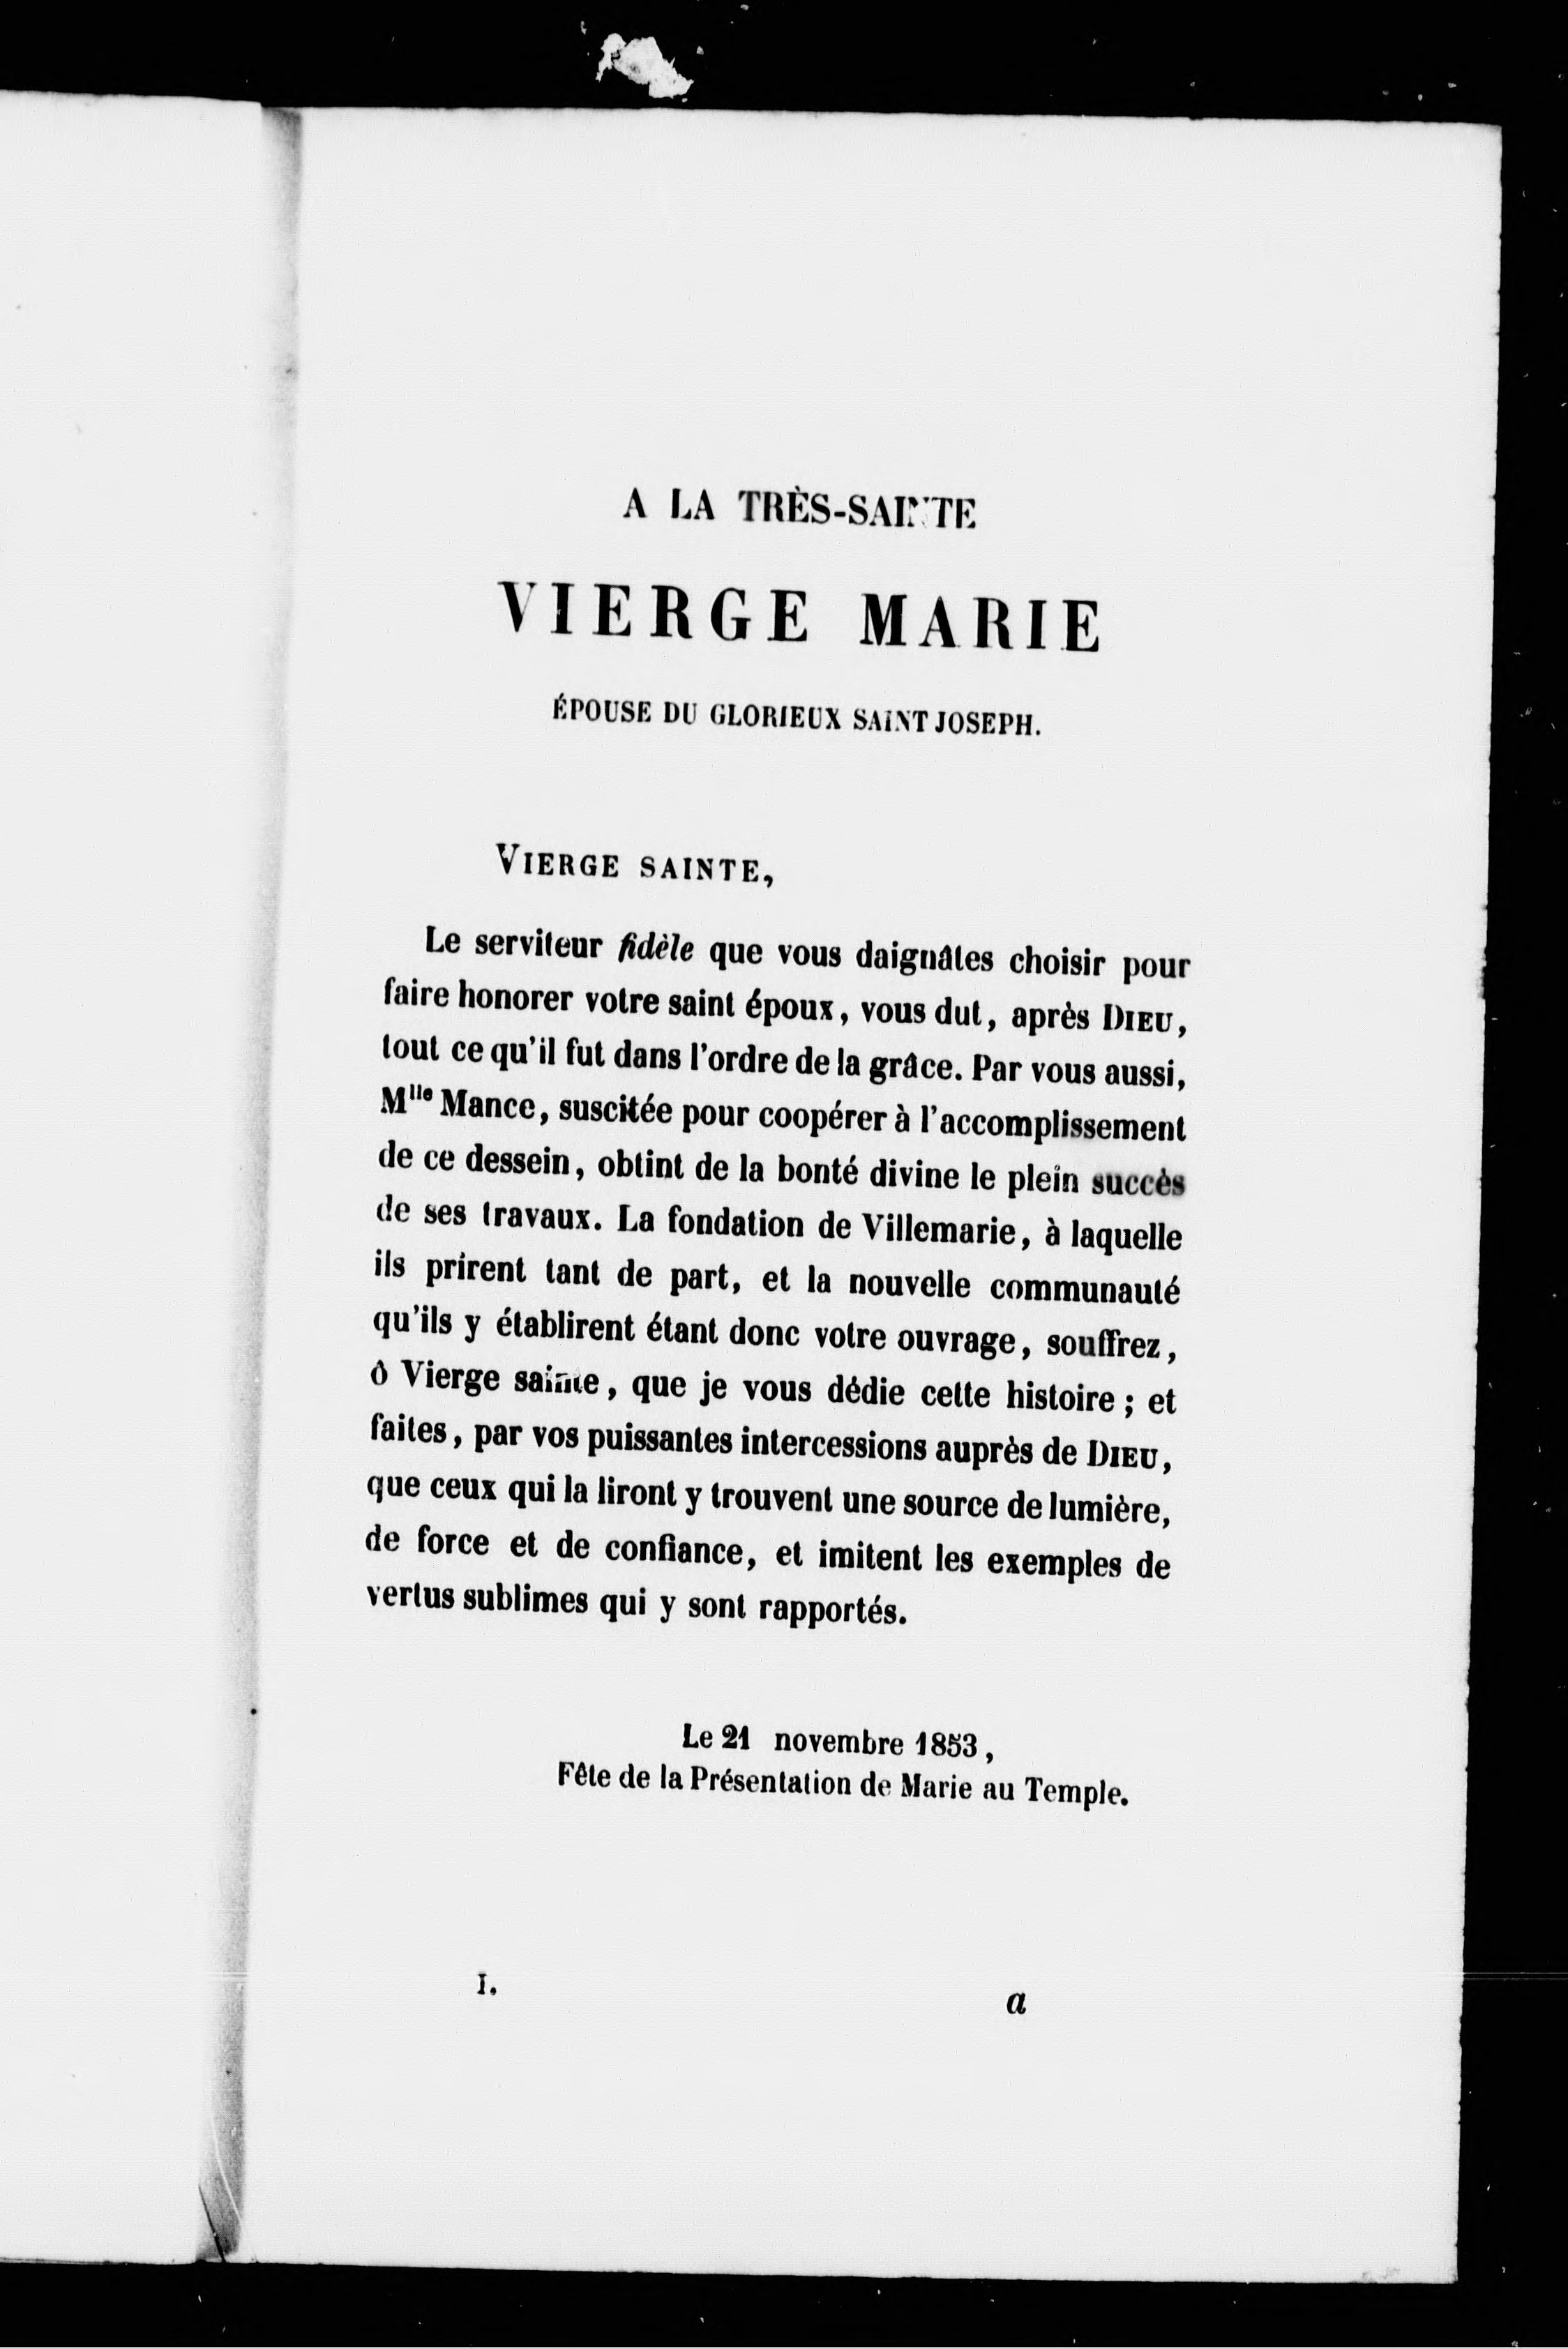 A LA TRÈS-SAINTE
VIERGE MARIE
ÉPOUSE DU GLORIEUX SAINT JOSEPH.
VIERGE SAINTE,
Le serviteur fidèle que vous daignâtes choisir pour
faire honorer votre saint époux, vous dut, après DIEU,
tout ce qu'il fut dans l'ordre de la grâce. Par vous aussi,
Mlle Mance, suscitée pour coopérer à l'accomplissement
de ce dessein, obtint de la bonté divine le plein succès
de ses travaux. La fondation de Villemarie, à laquelle
ils prirent tant de part, et la nouvelle communauté
qu'ils y établirent étant donc votre ouvrage, souffrez,
ô Vierge sainte, que je vous dédie cette histoire ; et
faites, par vos puissantes intercessions auprès de DIEU,
que ceux qui la liront y trouvent une source de lumière,
de force et de confiance, et imitent les exemples de
vertus sublimes qui y sont rapportés.
Le 21 novembre 1853,
Fête de la Présentation de Marie au Temple.
I. a